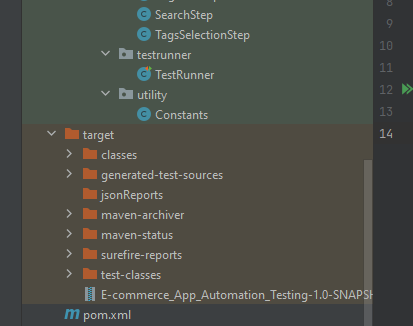 SearchStep
TagsSelectionStep
testrunner
TestRunner
utility
Constants
target
classes
generated-test-sources
jsonReports
maven-archiver
maven-status
surefire-reports
test-classes
E-commerce_App_Automation_Testing-1.0-SNAPSH
pom.xml
9
10
11
12
13
14